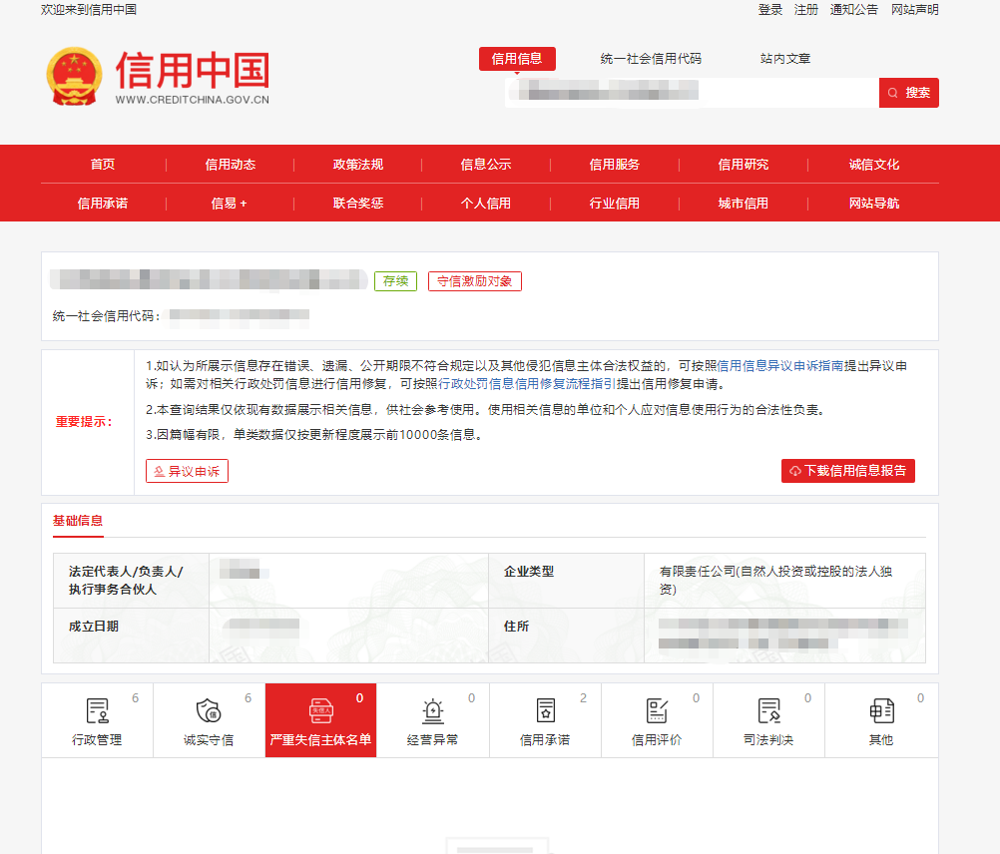 欢迎来到信用中国
登录 注册 通知公告 网站声明
信用中国
WWW.CREDITCHINA.GOV.CN
信用信息 统一社会信用代码 站内文章
搜索
首页 信用动态 政策法规 信息公示 信用服务 信用研究 诚信文化
信用承诺 信易+ 联合奖惩 个人信用 行业信用 城市信用 网站导航
存续 守信激励对象
统一社会信用代码:
重要提示:
1.如认为所展示信息存在错误、遗漏、公开期限不符合规定以及其他侵犯信息主体合法权益的,可按照信用信息异议申诉指南提出异议申
诉;如需对相关行政处罚信息进行信用修复,可按照行政处罚信息信用修复流程指引提出信用修复申请。
2.本查询结果仅依现有数据展示相关信息,供社会参考使用。使用相关信息的单位和个人应对信息使用行为的合法性负责。
3.因篇幅有限,单类数据仅按更新程度展示前10000条信息。
异议申诉 下载信用信息报告
基础信息
法定代表人/负责人/
执行事务合伙人
企业类型
有限责任公司(自然人投资或控股的法人独
资)
成立日期 住所
6 6 0 0 2 0 0 0
行政管理 诚实守信 严重失信主体名单 经营异常 信用承诺 信用评价 司法判决 其他